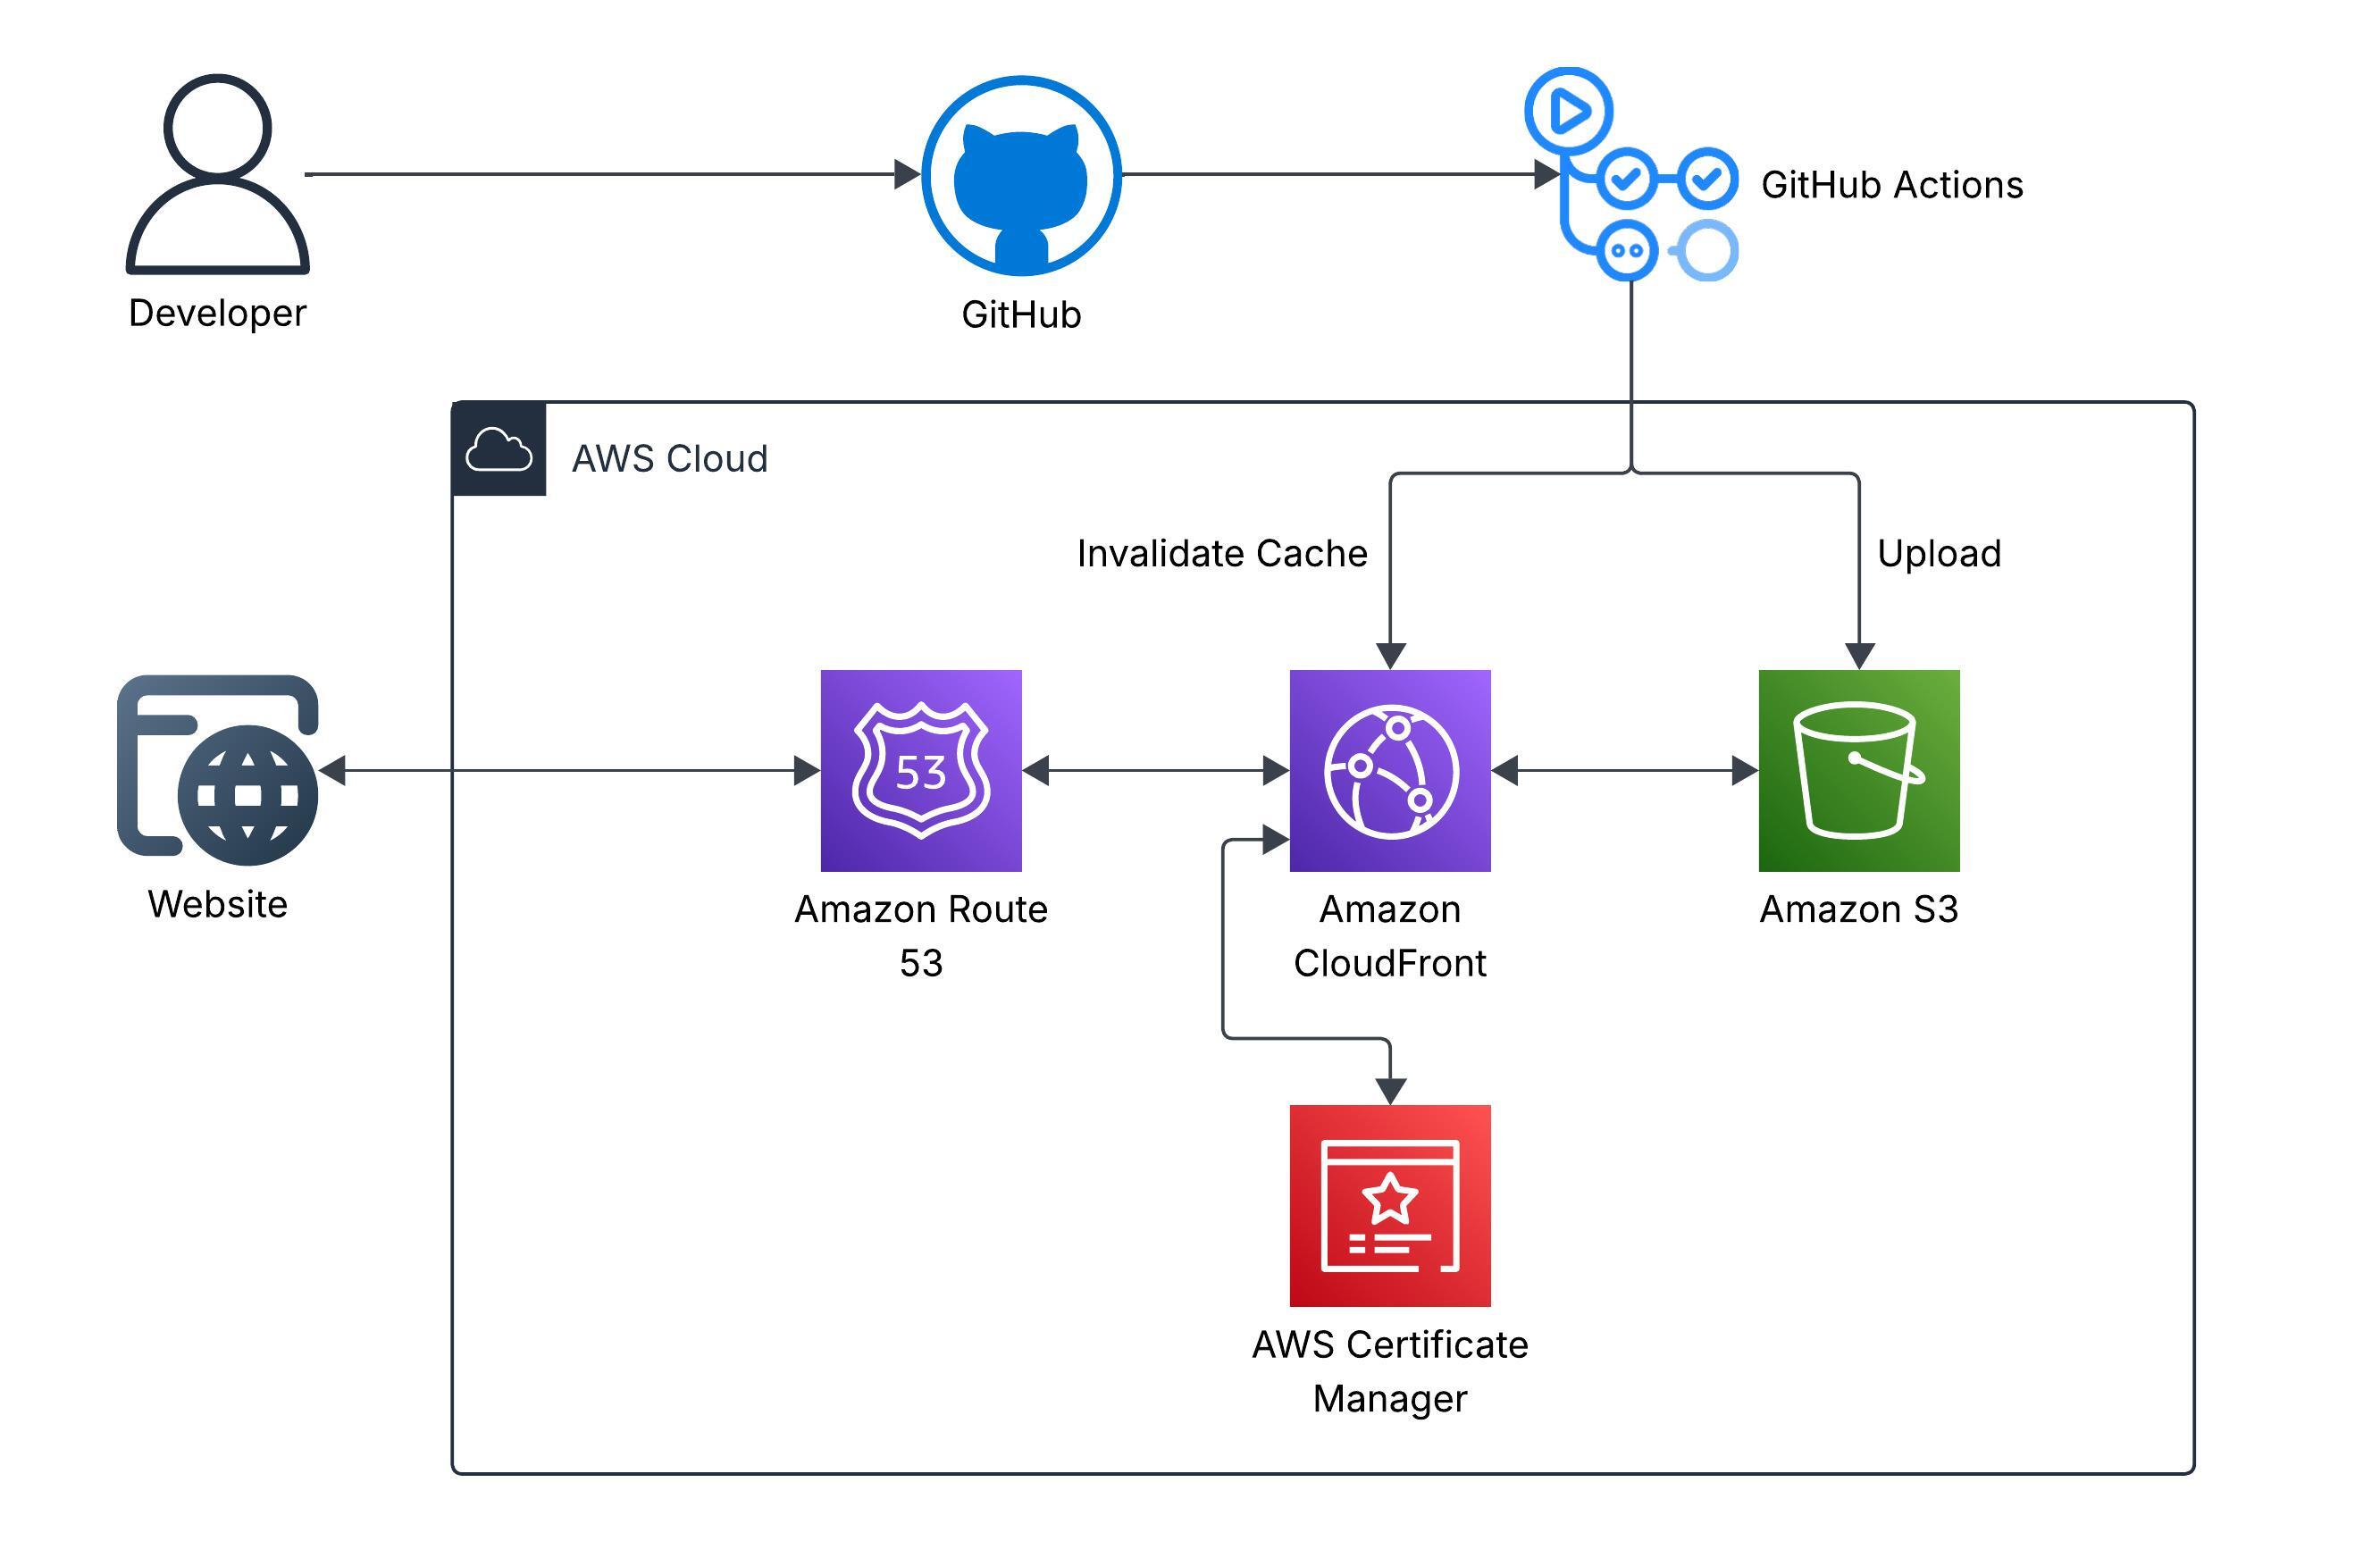 Developer
GitHub
GitHub Actions
AWS Cloud
Invalidate Cache
Upload
53
Website
Amazon Route
53
Amazon
CloudFront
Amazon S3
AWS Certificate
Manager